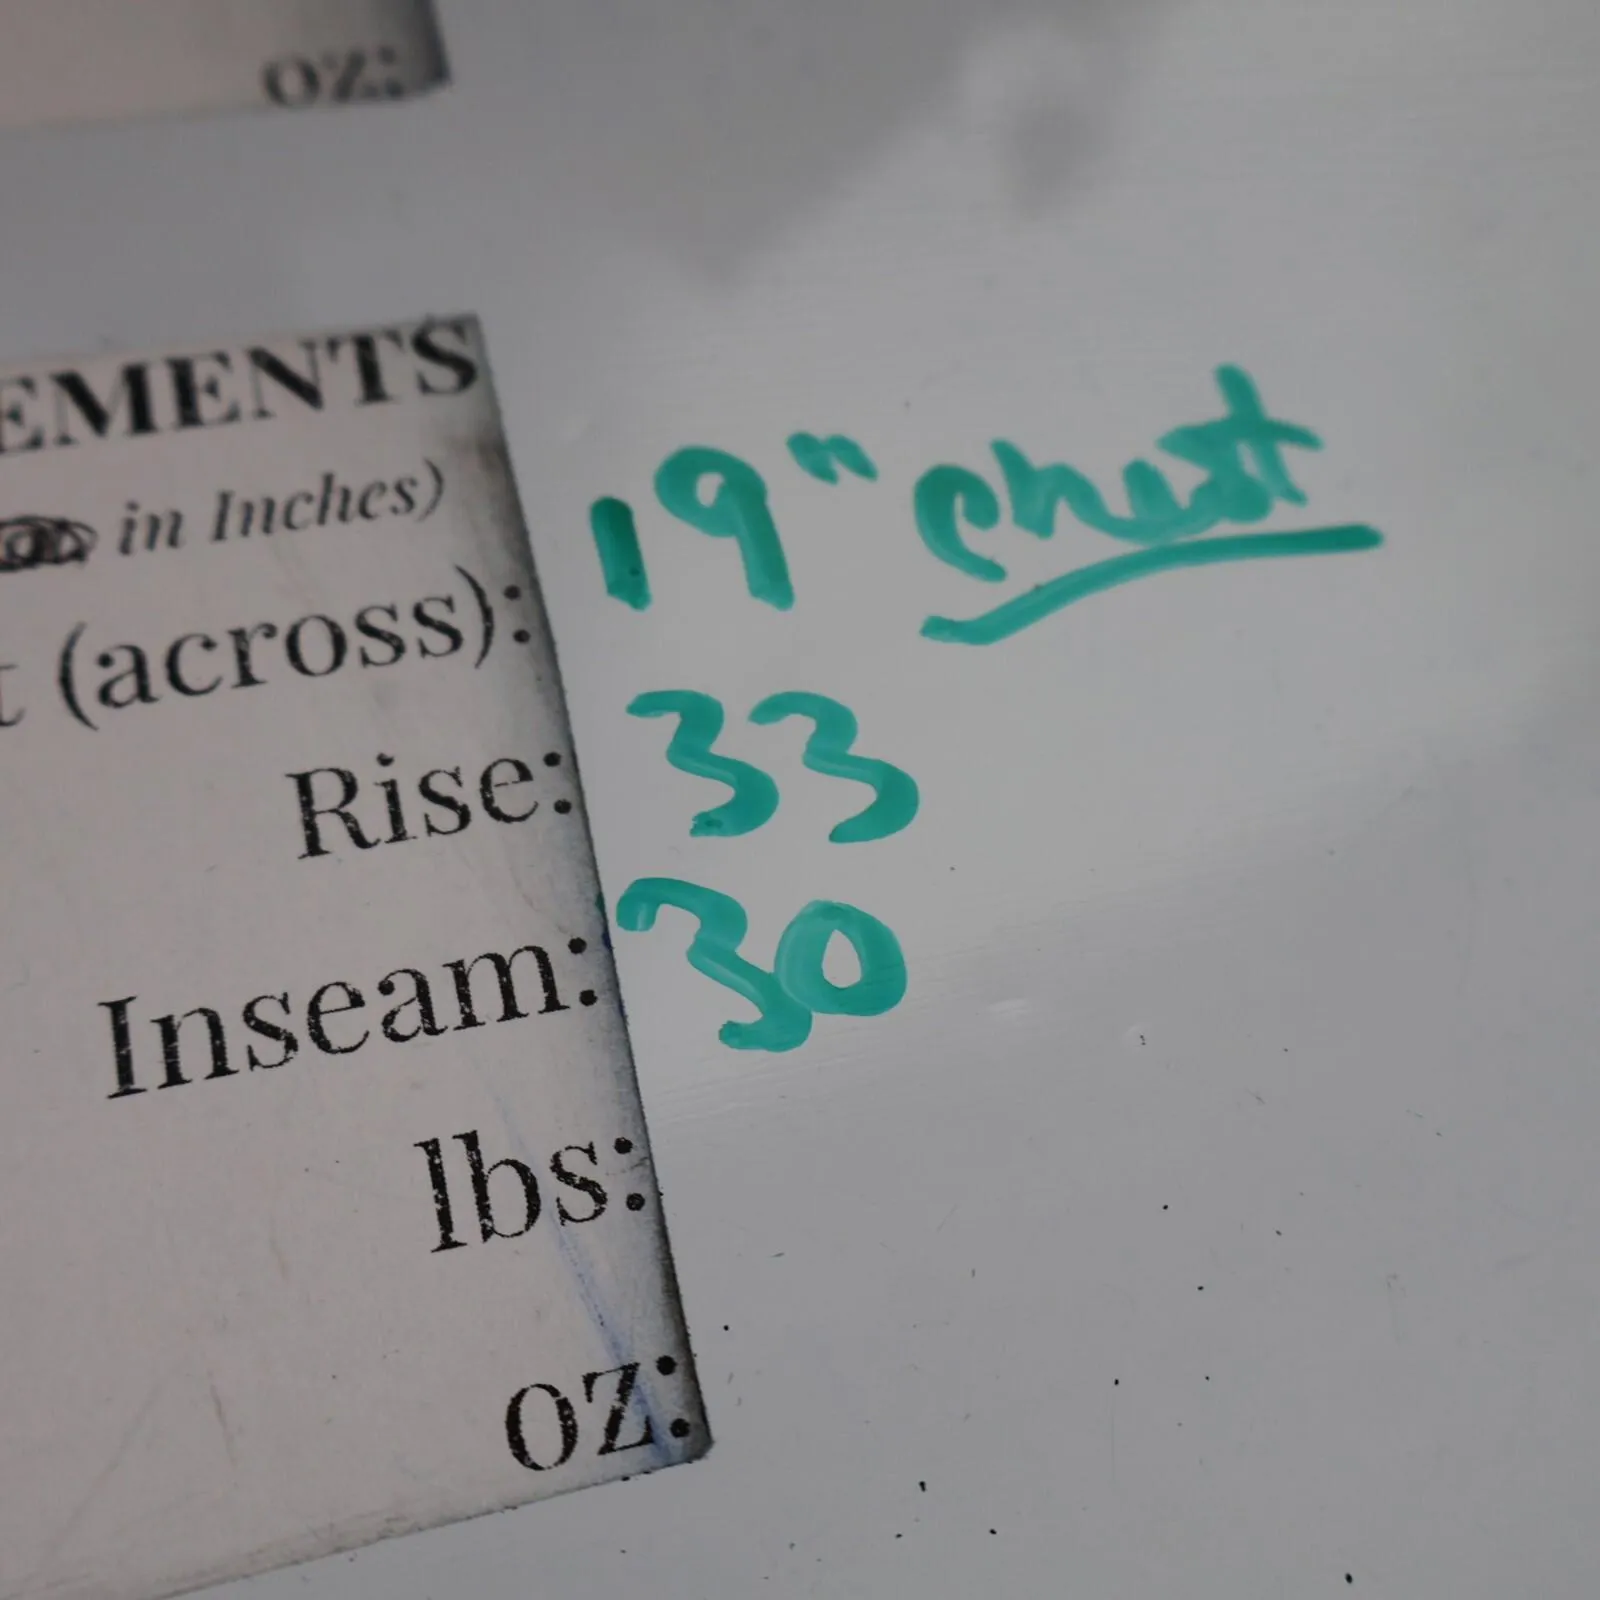 oz:
EMENTS
in Inches)
t (across): 19" chest
Rise: 33
Inseam: 30
lbs:
oz: